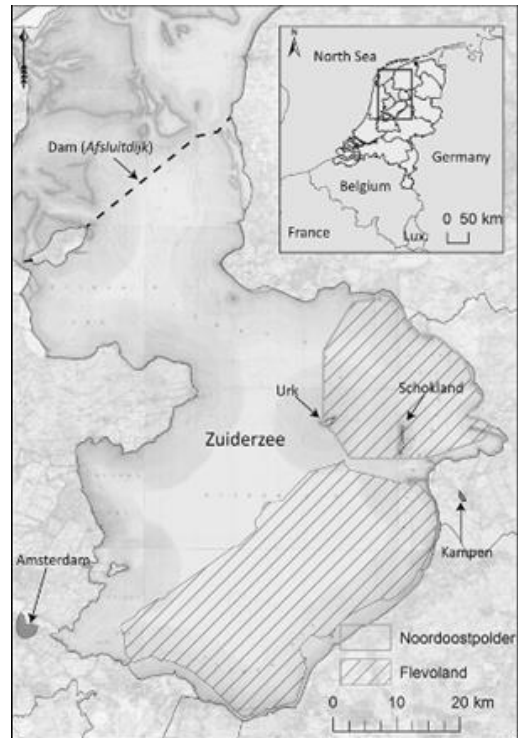 N
North Sea
Germany
Belgium
France
Lux.
0 50 km
Dam (Afsluitdijk)
Urk
Schokland
Zuiderzee
Kampen
Amsterdam
Noordoostpolder
Flevoland
0 10 20 km